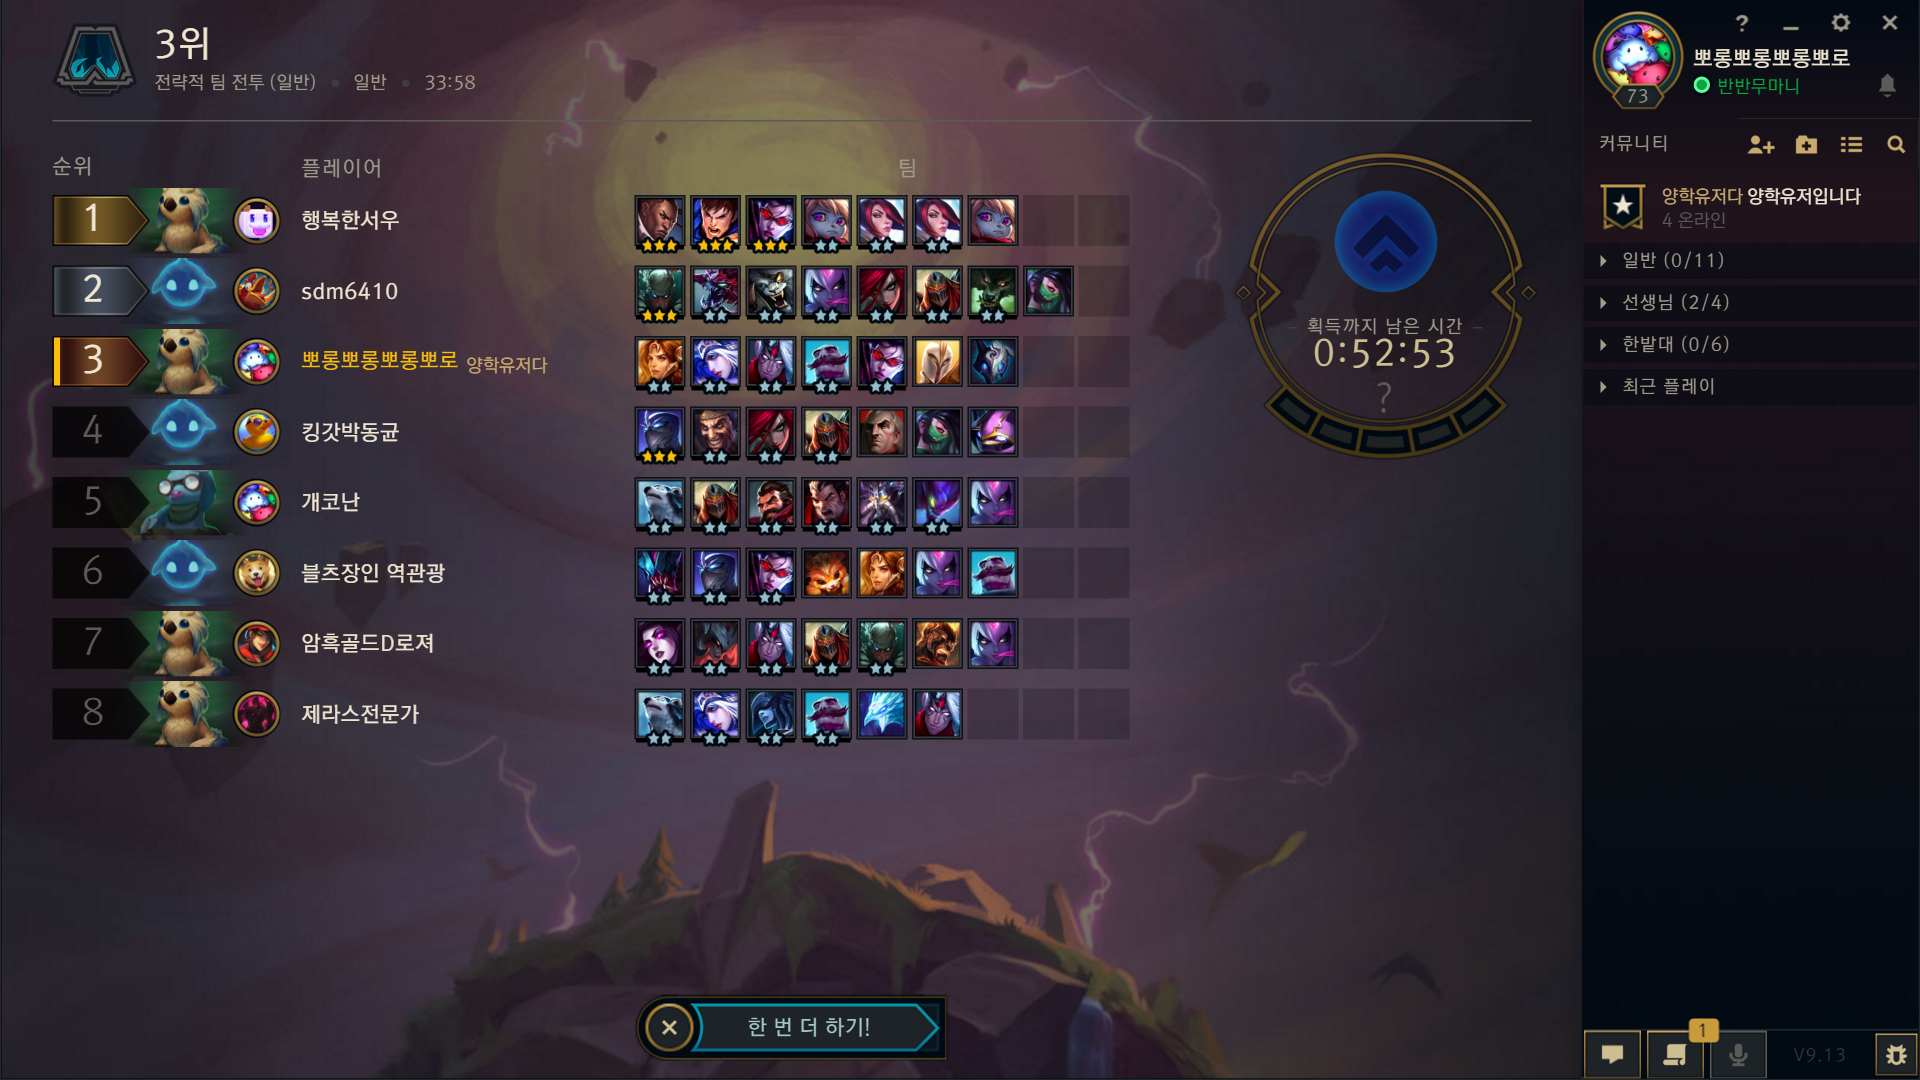 3위
전략적 팀 전투 (일반) • 일반 • 33:58
순위 플레이어 팀
1 행복한서우
2 sdm6410
3 뽀롱뽀롱뽀롱뽀로 양학유저다
4 킹갓박동균
5 개코난
6 블츠장인 역관광
7 암흑골드D로져
8 제라스전문가
획득까지 남은 시간
0:52:53
?
한 번 더 하기!
?
뽀롱뽀롱뽀롱뽀로
반반무마니
73
커뮤니티
양학유저다 양학유저입니다
4 온라인
일반 (0/11)
선생님 (2/4)
한밭대 (0/6)
최근 플레이
1
V9.13